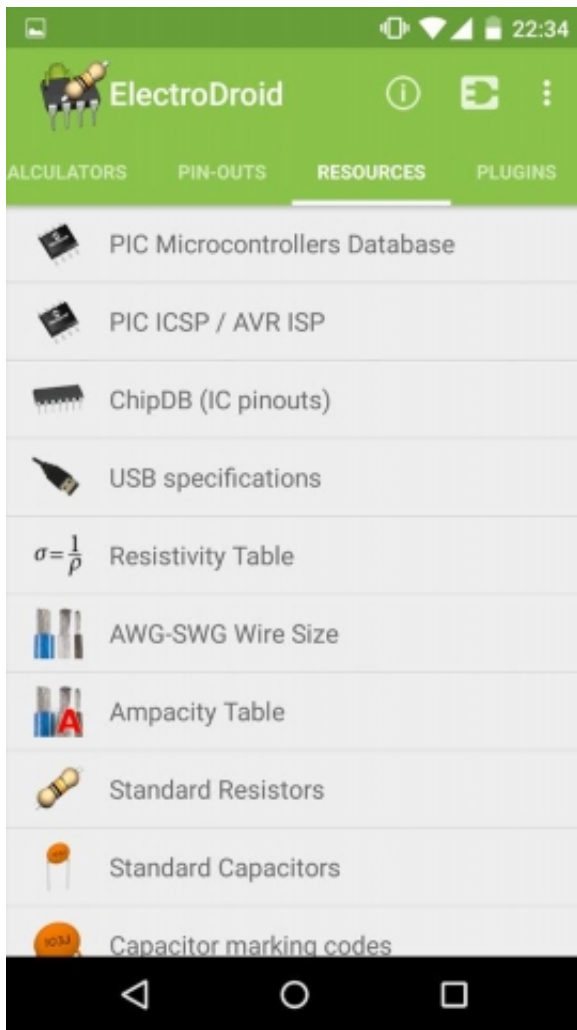 22:34
ElectroDroid
ALCULATORS PIN-OUTS RESOURCES PLUGINS
PIC Microcontrollers Database
PIC ICSP / AVR ISP
ChipDB (IC pinouts)
USB specifications
σ=1/ρ Resistivity Table
AWG-SWG Wire Size
A Ampacity Table
Standard Resistors
Standard Capacitors
103J Capacitor marking codes